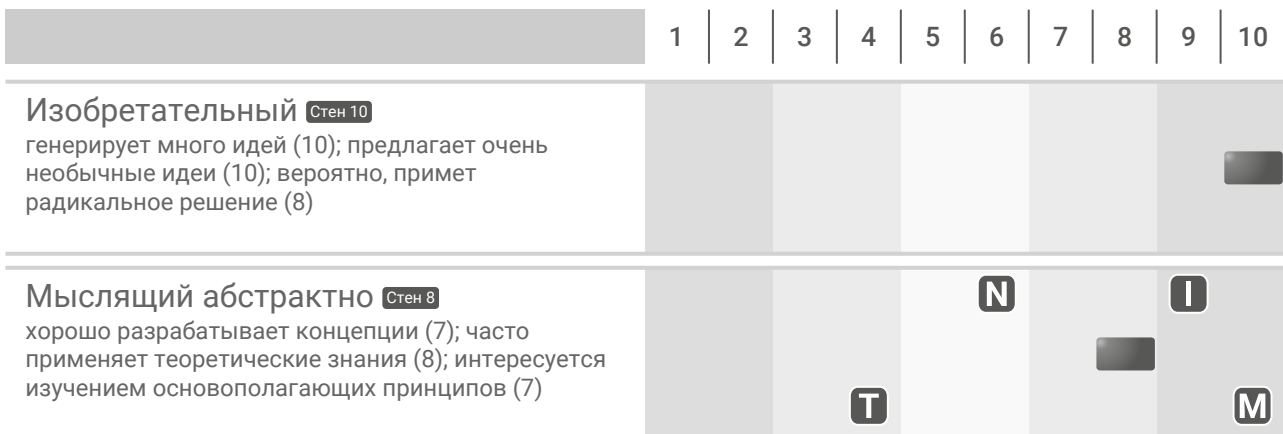 1 2 3 4 5 6 7 8 9 10
Изобретательный Стен 10
генерирует много идей (10); предлагает очень
необычные идеи (10); вероятно, примет
радикальное решение (8)
Мыслящий абстрактно Стен 8
N I
хорошо разрабатывает концепции (7); часто
применяет теоретические знания (8); интересуется
изучением основополагающих принципов (7)
T M